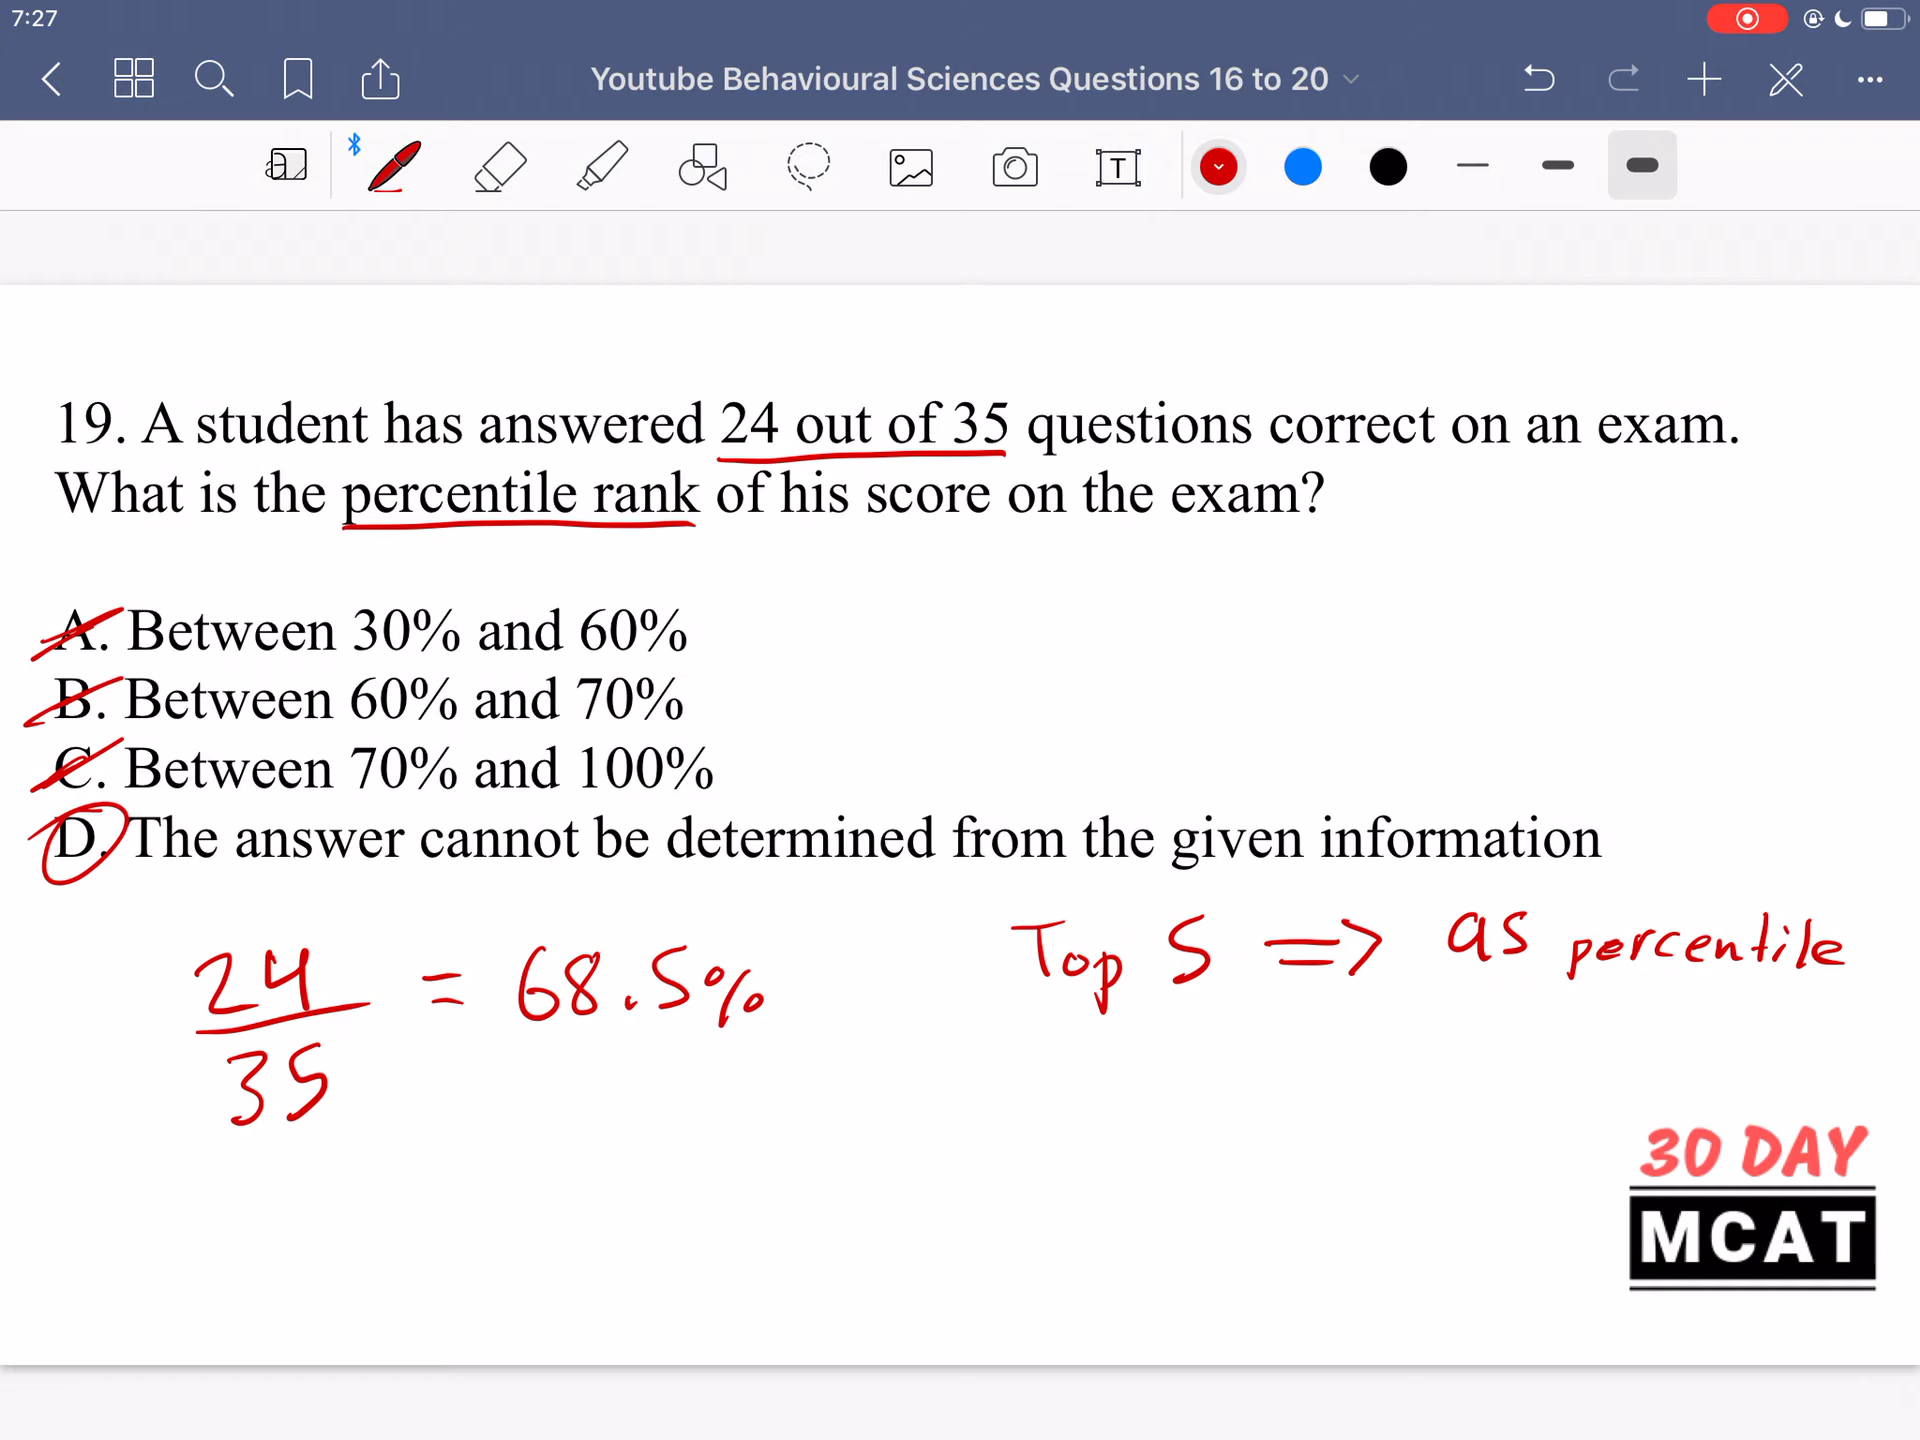 7:27
Youtube Behavioural Sciences Questions 16 to 20
a
T
19. A student has answered 24 out of 35 questions correct on an exam.
What is the percentile rank of his score on the exam?
A. Between 30% and 60%
B. Between 60% and 70%
C. Between 70% and 100%
D. The answer cannot be determined from the given information
24
35
= 68.5%
Top 5 => as percentile
30 DAY
MCAT